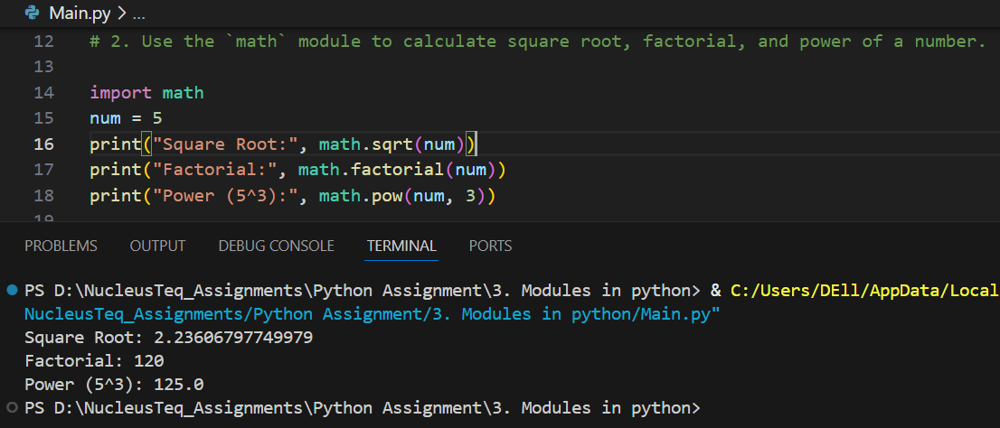 Main.py > ...
12 # 2. Use the `math` module to calculate square root, factorial, and power of a number.
13
14 import math
15 num = 5
16 print("Square Root:", math.sqrt(num))
17 print("Factorial:", math.factorial(num))
18 print("Power (5^3):", math.pow(num, 3))
19
PROBLEMS OUTPUT DEBUG CONSOLE TERMINAL PORTS
PS D:\NucleusTeq_Assignments\Python Assignment\3. Modules in python> & C:/Users/DEll/AppData/Local
NucleusTeq_Assignments/Python Assignment/3. Modules in python/Main.py"
Square Root: 2.23606797749979
Factorial: 120
Power (5^3): 125.0
PS D:\NucleusTeq_Assignments\Python Assignment\3. Modules in python>